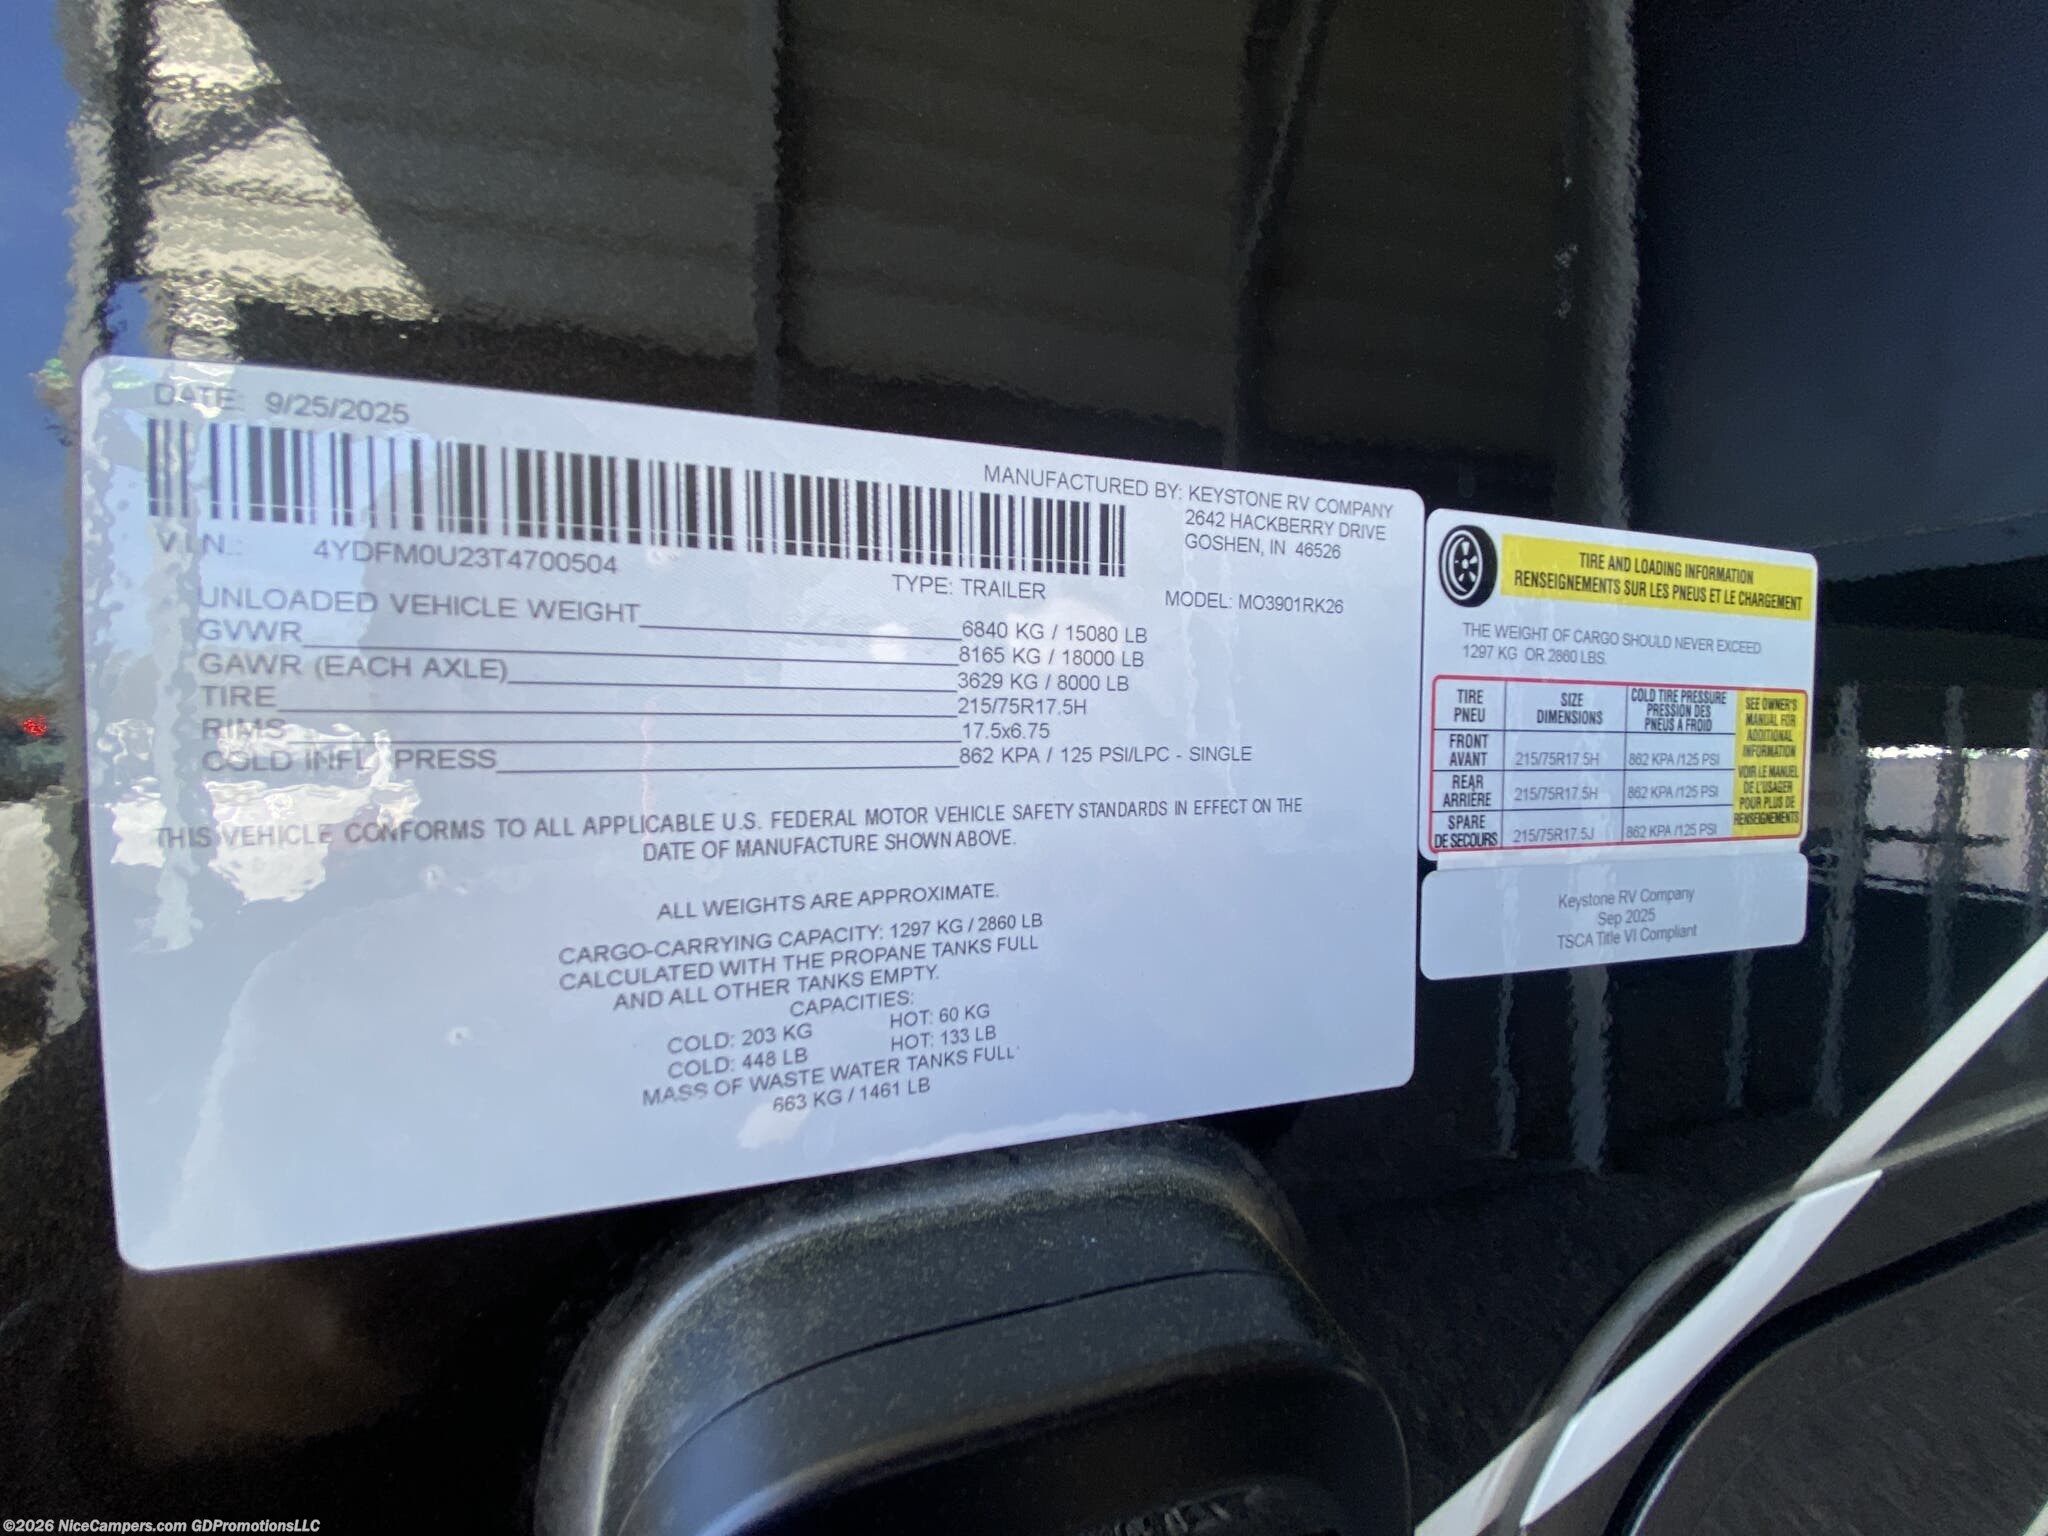 DATE: 9/25/2025
MANUFACTURED BY: KEYSTONE RV COMPANY
2642 HACKBERRY DRIVE
GOSHEN, IN 46526
V I N.: 4YDFM0U23T4700504
TYPE: TRAILER
MODEL: MO3901RK26
UNLOADED VEHICLE WEIGHT 6840 KG / 15080 LB
GVWR 8165 KG / 18000 LB
GAWR (EACH AXLE) 3629 KG / 8000 LB
TIRE 215/75R17.5H
RIMS 17.5x6.75
COLD INFL. PRESS 862 KPA / 125 PSI/LPC - SINGLE
THIS VEHICLE CONFORMS TO ALL APPLICABLE U.S. FEDERAL MOTOR VEHICLE SAFETY STANDARDS IN EFFECT ON THE
DATE OF MANUFACTURE SHOWN ABOVE.
ALL WEIGHTS ARE APPROXIMATE.
CARGO-CARRYING CAPACITY: 1297 KG / 2860 LB
CALCULATED WITH THE PROPANE TANKS FULL
AND ALL OTHER TANKS EMPTY.
CAPACITIES:
COLD: 203 KG HOT: 60 KG
COLD: 448 LB HOT: 133 LB
MASS OF WASTE WATER TANKS FULL
663 KG / 1461 LB
TIRE AND LOADING INFORMATION
RENSEIGNEMENTS SUR LES PNEUS ET LE CHARGEMENT
THE WEIGHT OF CARGO SHOULD NEVER EXCEED
1297 KG OR 2860 LBS.
TIRE
PNEU
SIZE
DIMENSIONS
COLD TIRE PRESSURE
PRESSION DES
PNEUS A FROID
FRONT
AVANT
215/75R17.5H
862 KPA /125 PSI
REAR
ARRIÈRE
215/75R17.5H
862 KPA /125 PSI
SPARE
DE SECOURS
215/75R17.5J
862 KPA /125 PSI
SEE OWNER'S
MANUAL FOR
ADDITIONAL
INFORMATION
VOIR LE MANUEL
DE L'USAGER
POUR PLUS DE
RENSEIGNEMENTS
Keystone RV Company
Sep 2025
TSCA Title VI Compliant
©2026 NiceCampers.com GDPromotionsLLC